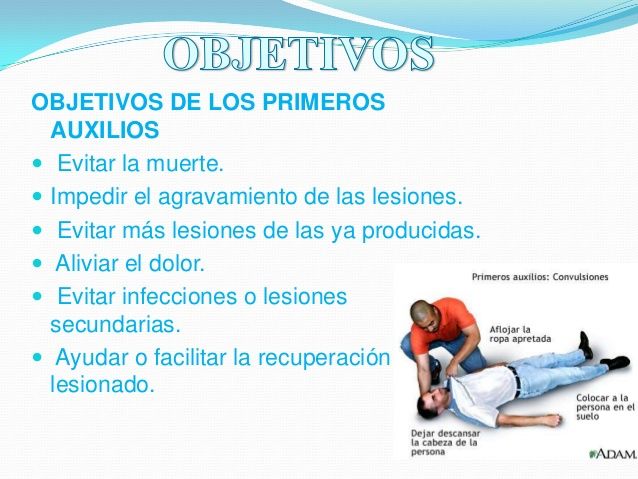 OBJETIVOS
OBJETIVOS DE LOS PRIMEROS
AUXILIOS
• Evitar la muerte.
• Impedir el agravamiento de las lesiones.
• Evitar más lesiones de las ya producidas.
• Aliviar el dolor.
• Evitar infecciones o lesiones
secundarias.
• Ayudar o facilitar la recuperación
lesionado.
Primeros auxilios: Convulsiones
Aflojar la
ropa apretada
Colocar a la
persona en el
suelo
Dejar descansar
la cabeza de la
persona
ADAM.